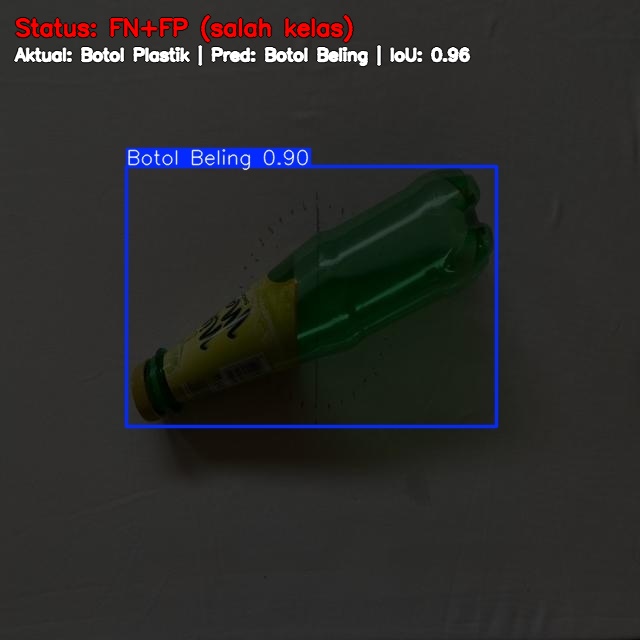 Status: FN+FP (salah kelas)
Aktual: Botol Plastik | Pred: Botol Beling | IoU: 0.96
Botol Beling 0.90